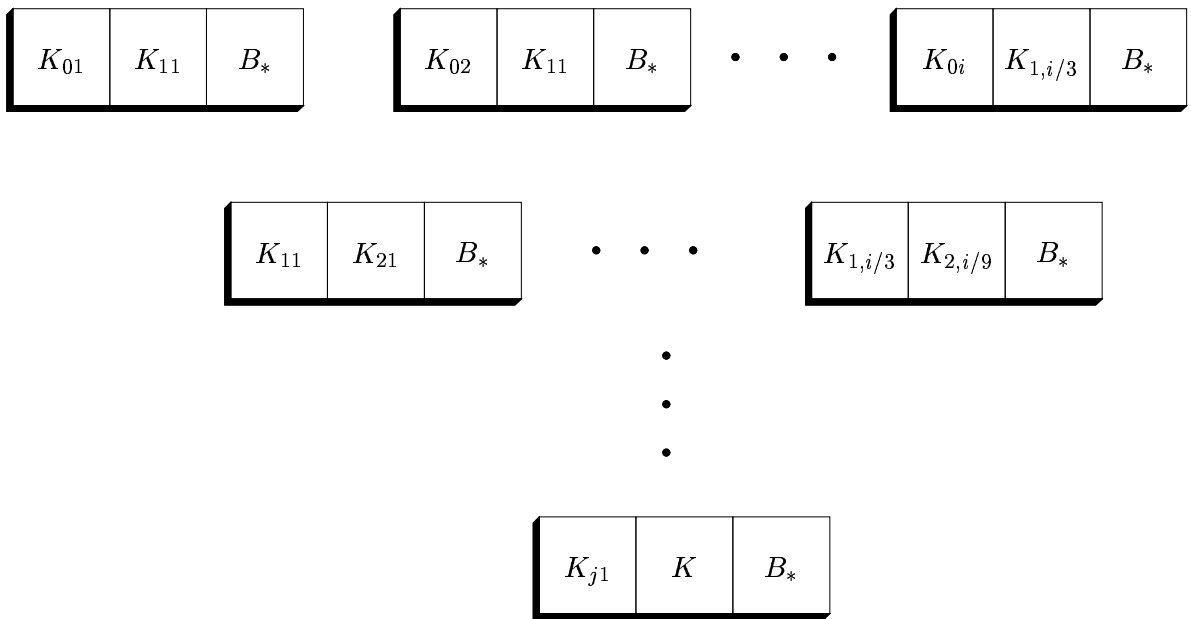 K₀₁ K₁₁ B∗ K₀₂ K₁₁ B∗ • • • K₀ᵢ K₁,ᵢ/₃ B∗
K₁₁ K₂₁ B∗ • • • K₁,ᵢ/₃ K₂,ᵢ/₉ B∗
•
•
•
Kⱼ₁ K B∗